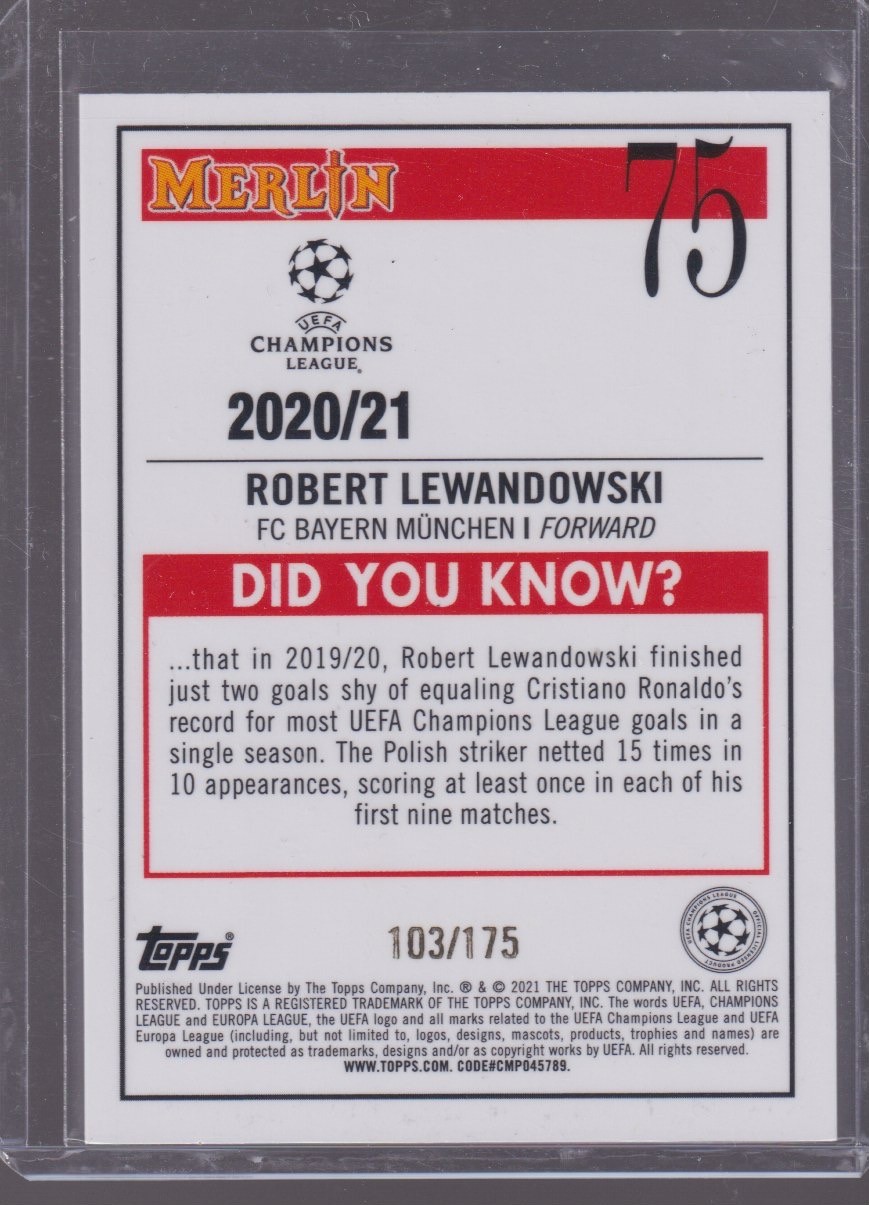 MERLIN
75
UEFA
CHAMPIONS
LEAGUE®
2020/21
ROBERT LEWANDOWSKI
FC BAYERN MÜNCHEN I FORWARD
DID YOU KNOW?
...that in 2019/20, Robert Lewandowski finished
just two goals shy of equaling Cristiano Ronaldo's
record for most UEFA Champions League goals in a
single season. The Polish striker netted 15 times in
10 appearances, scoring at least once in each of his
first nine matches.
topps®
103/175
UEFA CHAMPIONS LEAGUE
OFFICIAL LICENSED PRODUCT
Published Under License by The Topps Company, Inc. ® & © 2021 THE TOPPS COMPANY, INC. ALL RIGHTS
RESERVED. TOPPS IS A REGISTERED TRADEMARK OF THE TOPPS COMPANY, INC. The words UEFA, CHAMPIONS
LEAGUE and EUROPA LEAGUE, the UEFA logo and all marks related to the UEFA Champions League and UEFA
Europa League (including, but not limited to, logos, designs, mascots, products, trophies and names) are
owned and protected as trademarks, designs and/or as copyright works by UEFA. All rights reserved.
WWW.TOPPS.COM. CODE#CMP045789.